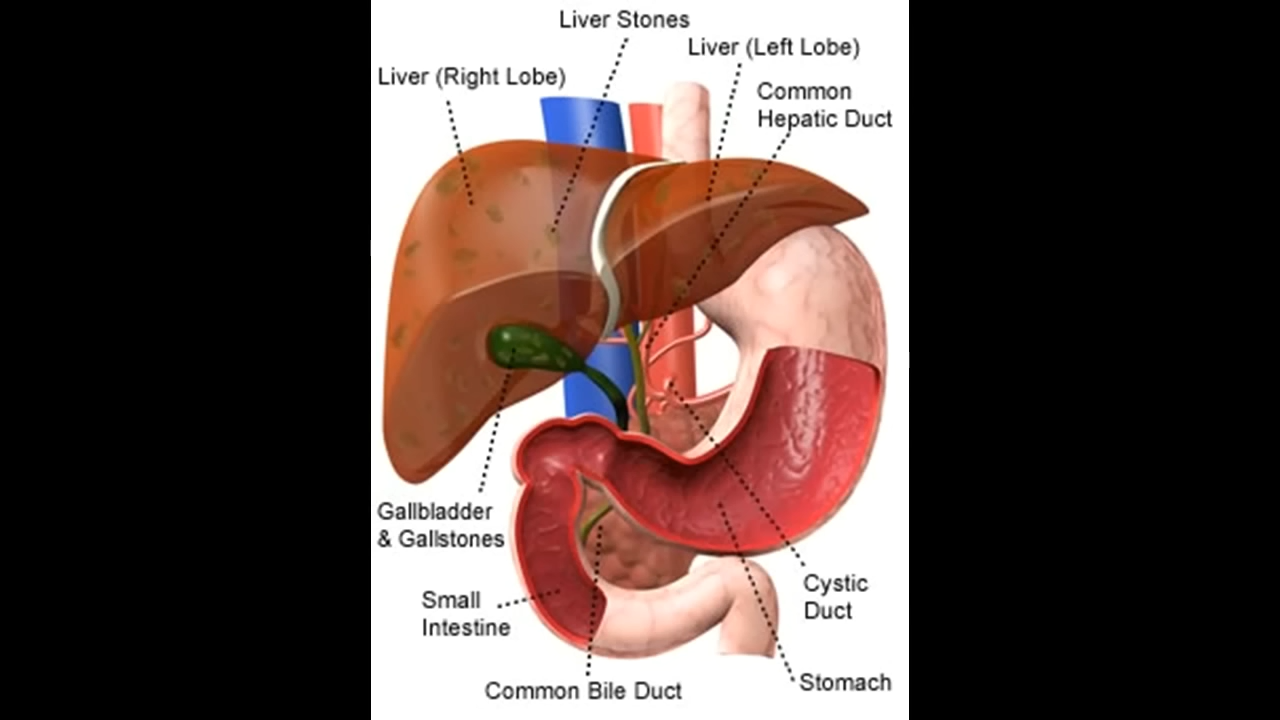 Liver Stones
Liver (Left Lobe)
Liver (Right Lobe)
Common
Hepatic Duct
Gallbladder
& Gallstones
Cystic
Duct
Small
Intestine
Stomach
Common Bile Duct